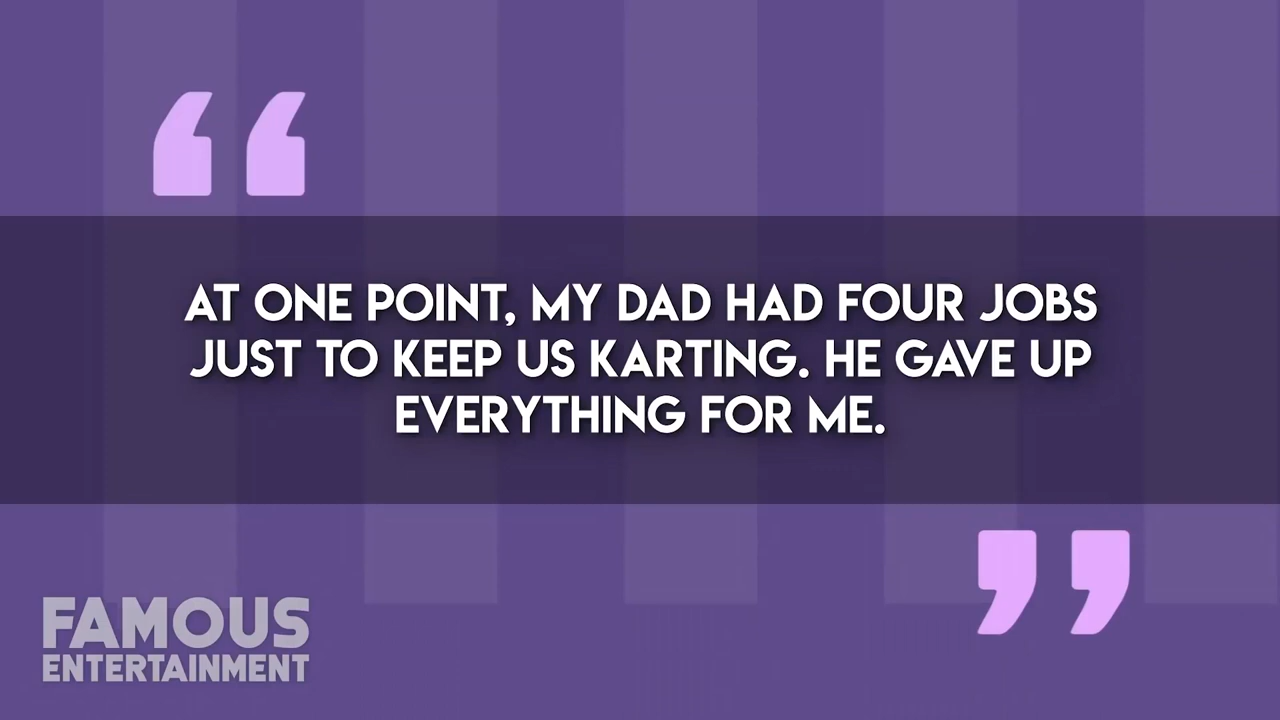 AT ONE POINT, MY DAD HAD FOUR JOBS
JUST TO KEEP US KARTING. HE GAVE UP
EVERYTHING FOR ME.
FAMOUS
ENTERTAINMENT